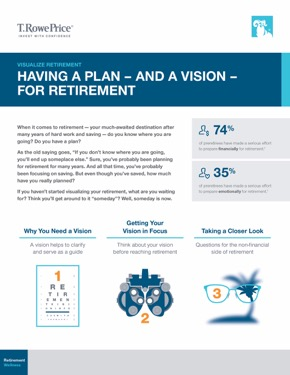 T.RowePrice®
INVEST WITH CONFIDENCE
VISUALIZE RETIREMENT
HAVING A PLAN – AND A VISION –
FOR RETIREMENT
When it comes to retirement — your much-awaited destination after
many years of hard work and saving — do you know where you are
going? Do you have a plan?
As the old saying goes, “If you don't know where you are going,
you'll end up someplace else.” Sure, you've probably been planning
for retirement for many years. And all that time, you've probably
been focusing on saving. But even though you've saved, how much
have you really planned?
If you haven't started visualizing your retirement, what are you waiting
for? Think you'll get around to it “someday”? Well, someday is now.
74%
of preretirees have made a serious effort
to prepare financially for retirement.
35%
of preretirees have made a serious effort
to prepare emotionally for retirement.
Why You Need a Vision
A vision helps to clarify
and serve as a guide
Getting Your
Vision in Focus
Think about your vision
before reaching retirement
Taking a Closer Look
Questions for the non-financial
side of retirement
1
R E
T I R
E M E N
2
3
Retirement
Wellness